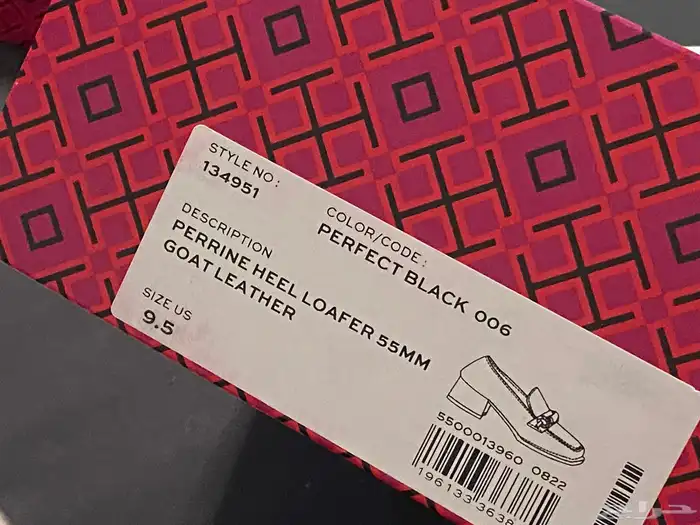 STYLE NO:
134951
COLOR/CODE:
PERFECT BLACK 006
DESCRIPTION
PERRINE HEEL LOAFER 55MM
GOAT LEATHER
SIZE US
9.5
5500013960 0822
حراج